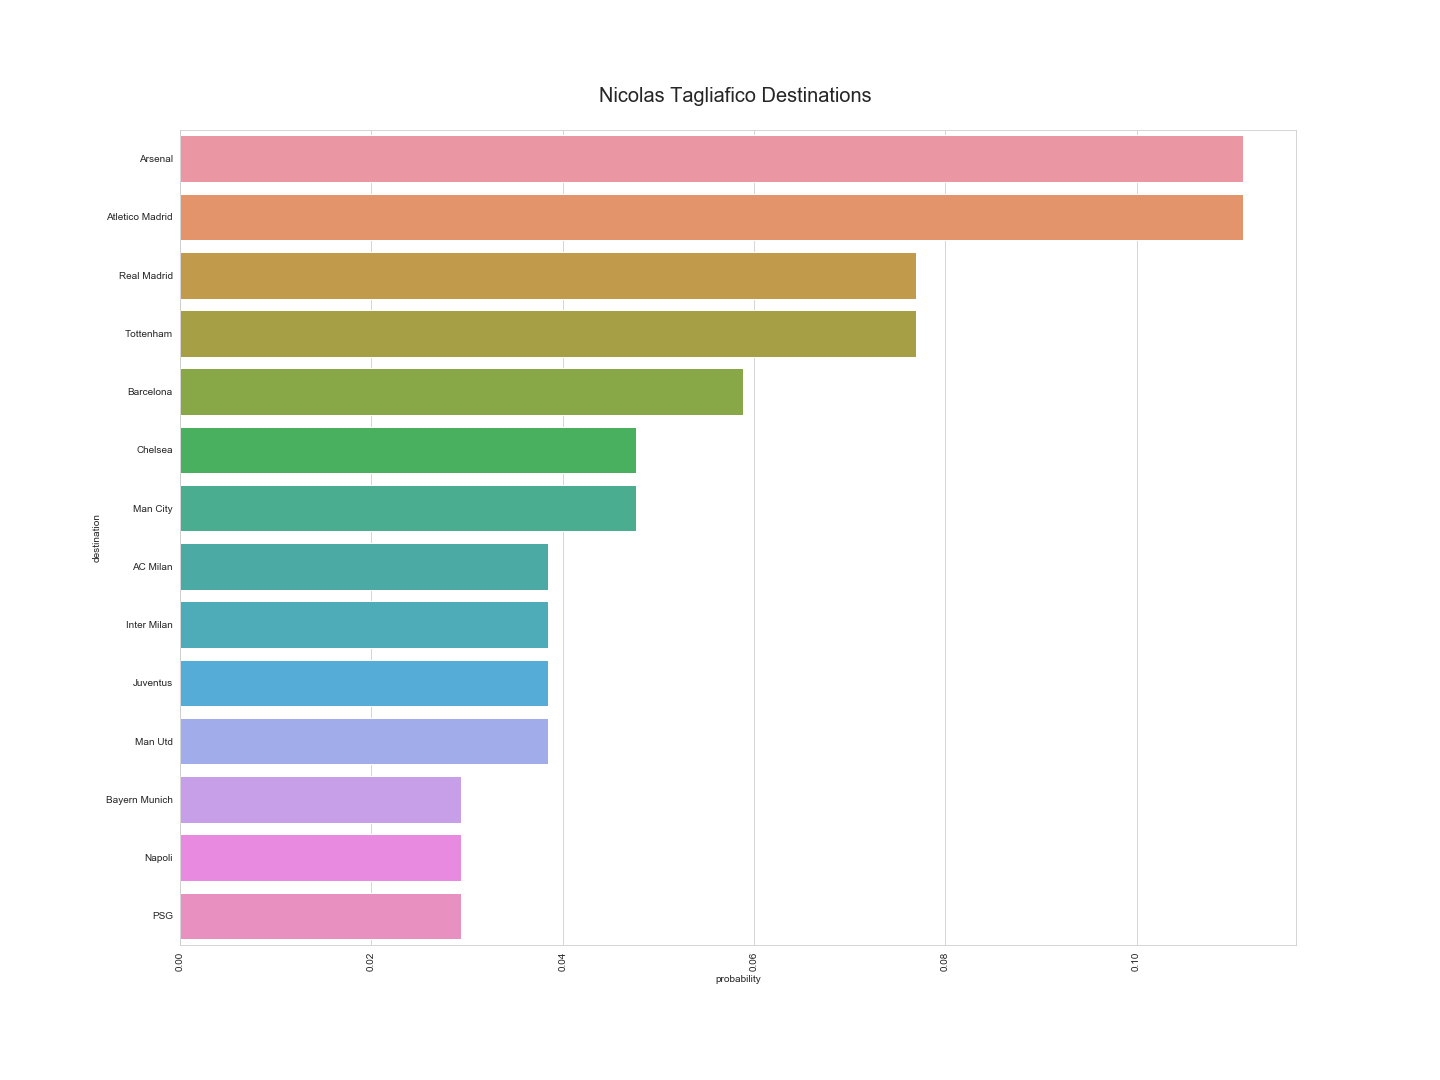 Nicolas Tagliafico Destinations
Arsenal
Atletico Madrid
Real Madrid
Tottenham
Barcelona
Chelsea
Man City
AC Milan
Inter Milan
Juventus
Man Utd
Bayern Munich
Napoli
PSG
destination
0.00 0.02 0.04 0.06 0.08 0.10
probability